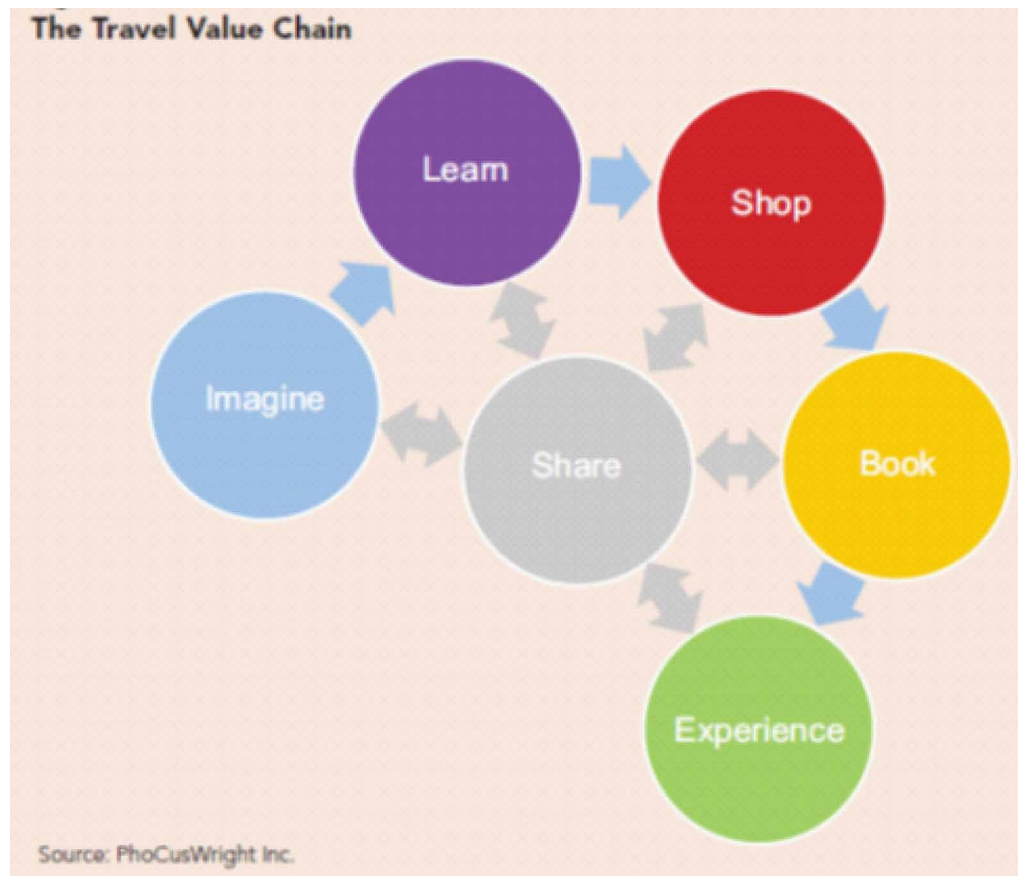 The Travel Value Chain
Learn
Shop
Imagine
Share
Book
Experience
Source: PhoCusWright Inc.